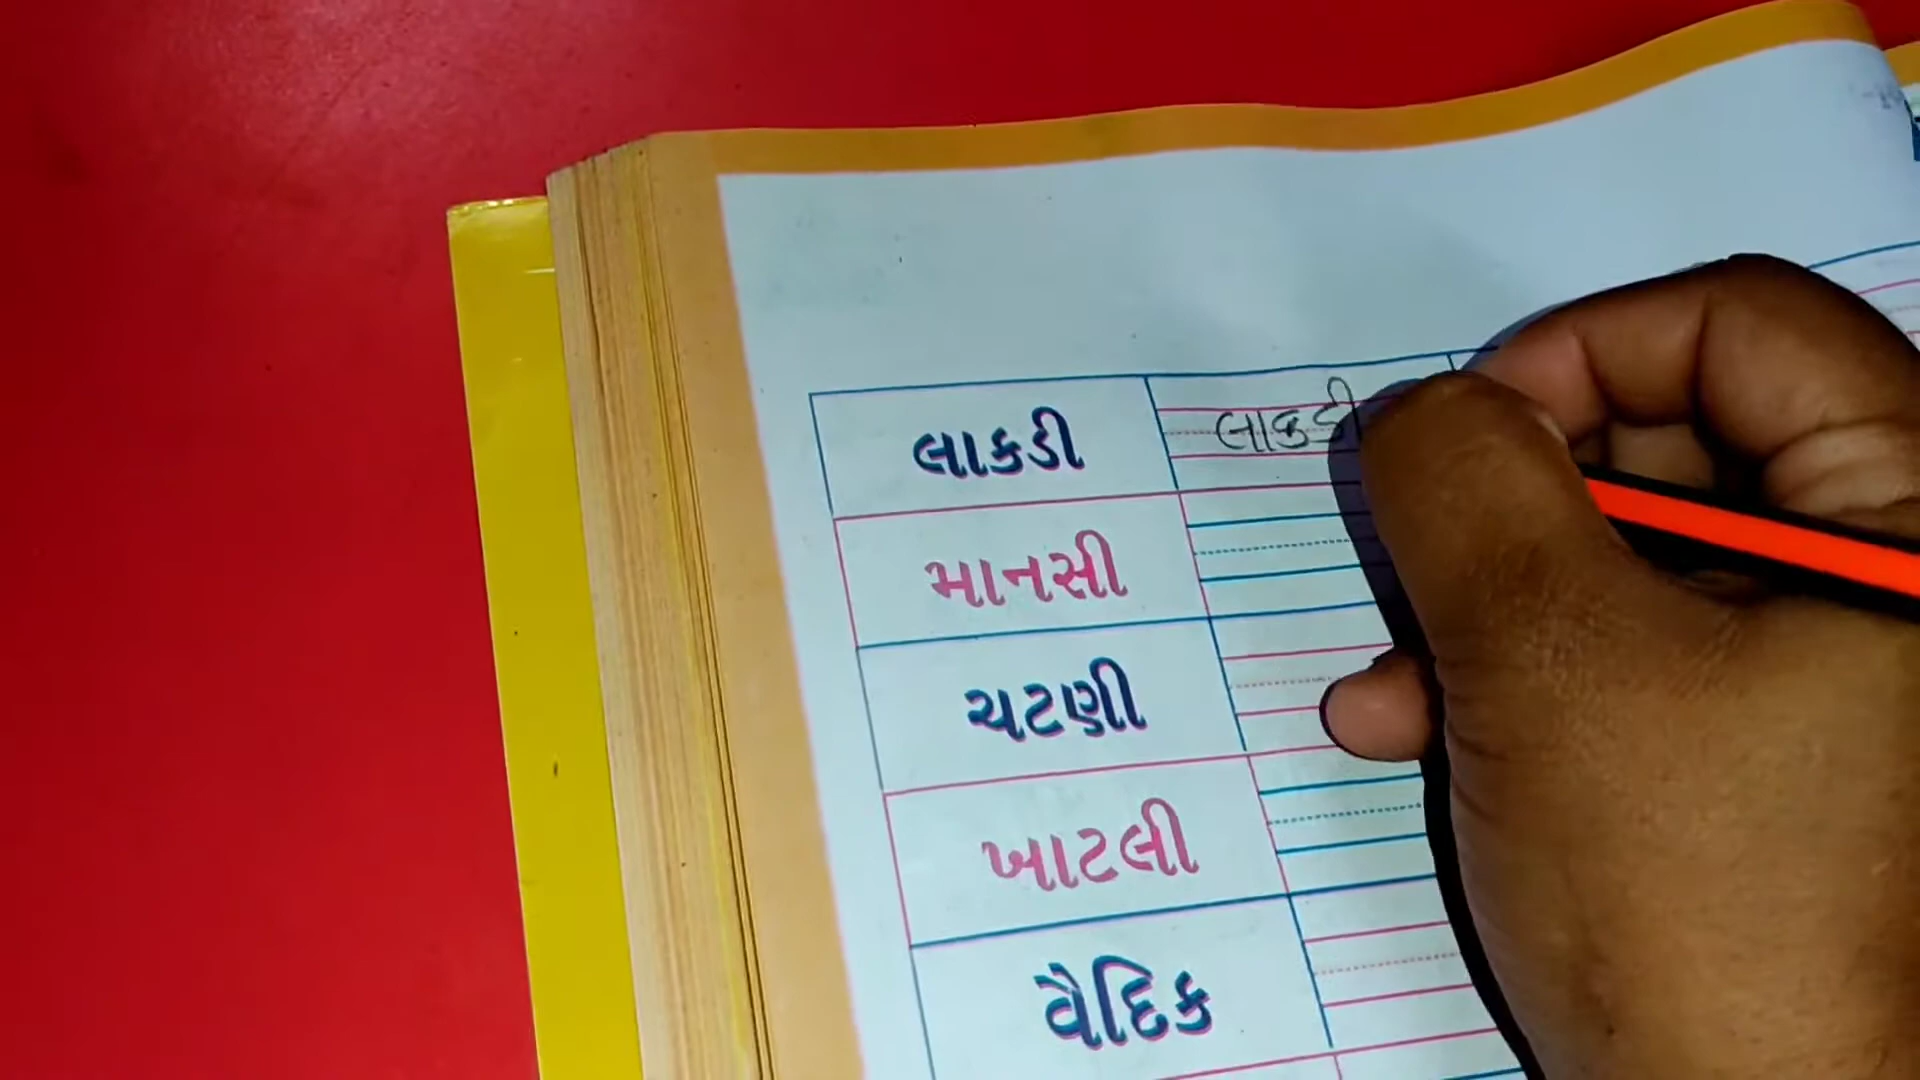 લાકડી લાકડી
માનસી
ચટણી
ખાટલી
વૈદિક